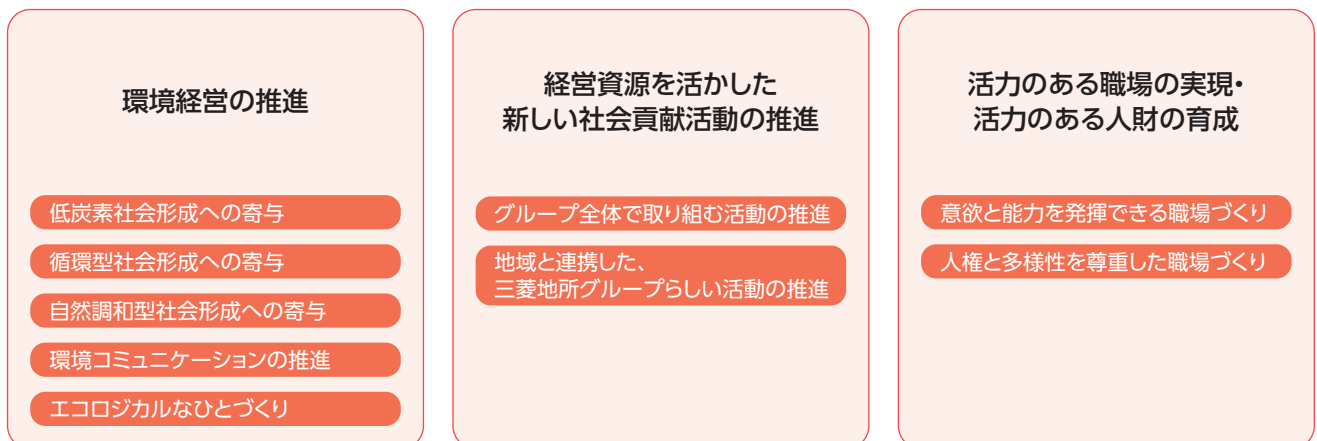 環境経営の推進
低炭素社会形成への寄与
循環型社会形成への寄与
自然調和型社会形成への寄与
環境コミュニケーションの推進
エコロジカルなひとづくり
経営資源を活かした
新しい社会貢献活動の推進
グループ全体で取り組む活動の推進
地域と連携した、
三菱地所グループらしい活動の推進
活力のある職場の実現・
活力のある人財の育成
意欲と能力を発揮できる職場づくり
人権と多様性を尊重した職場づくり